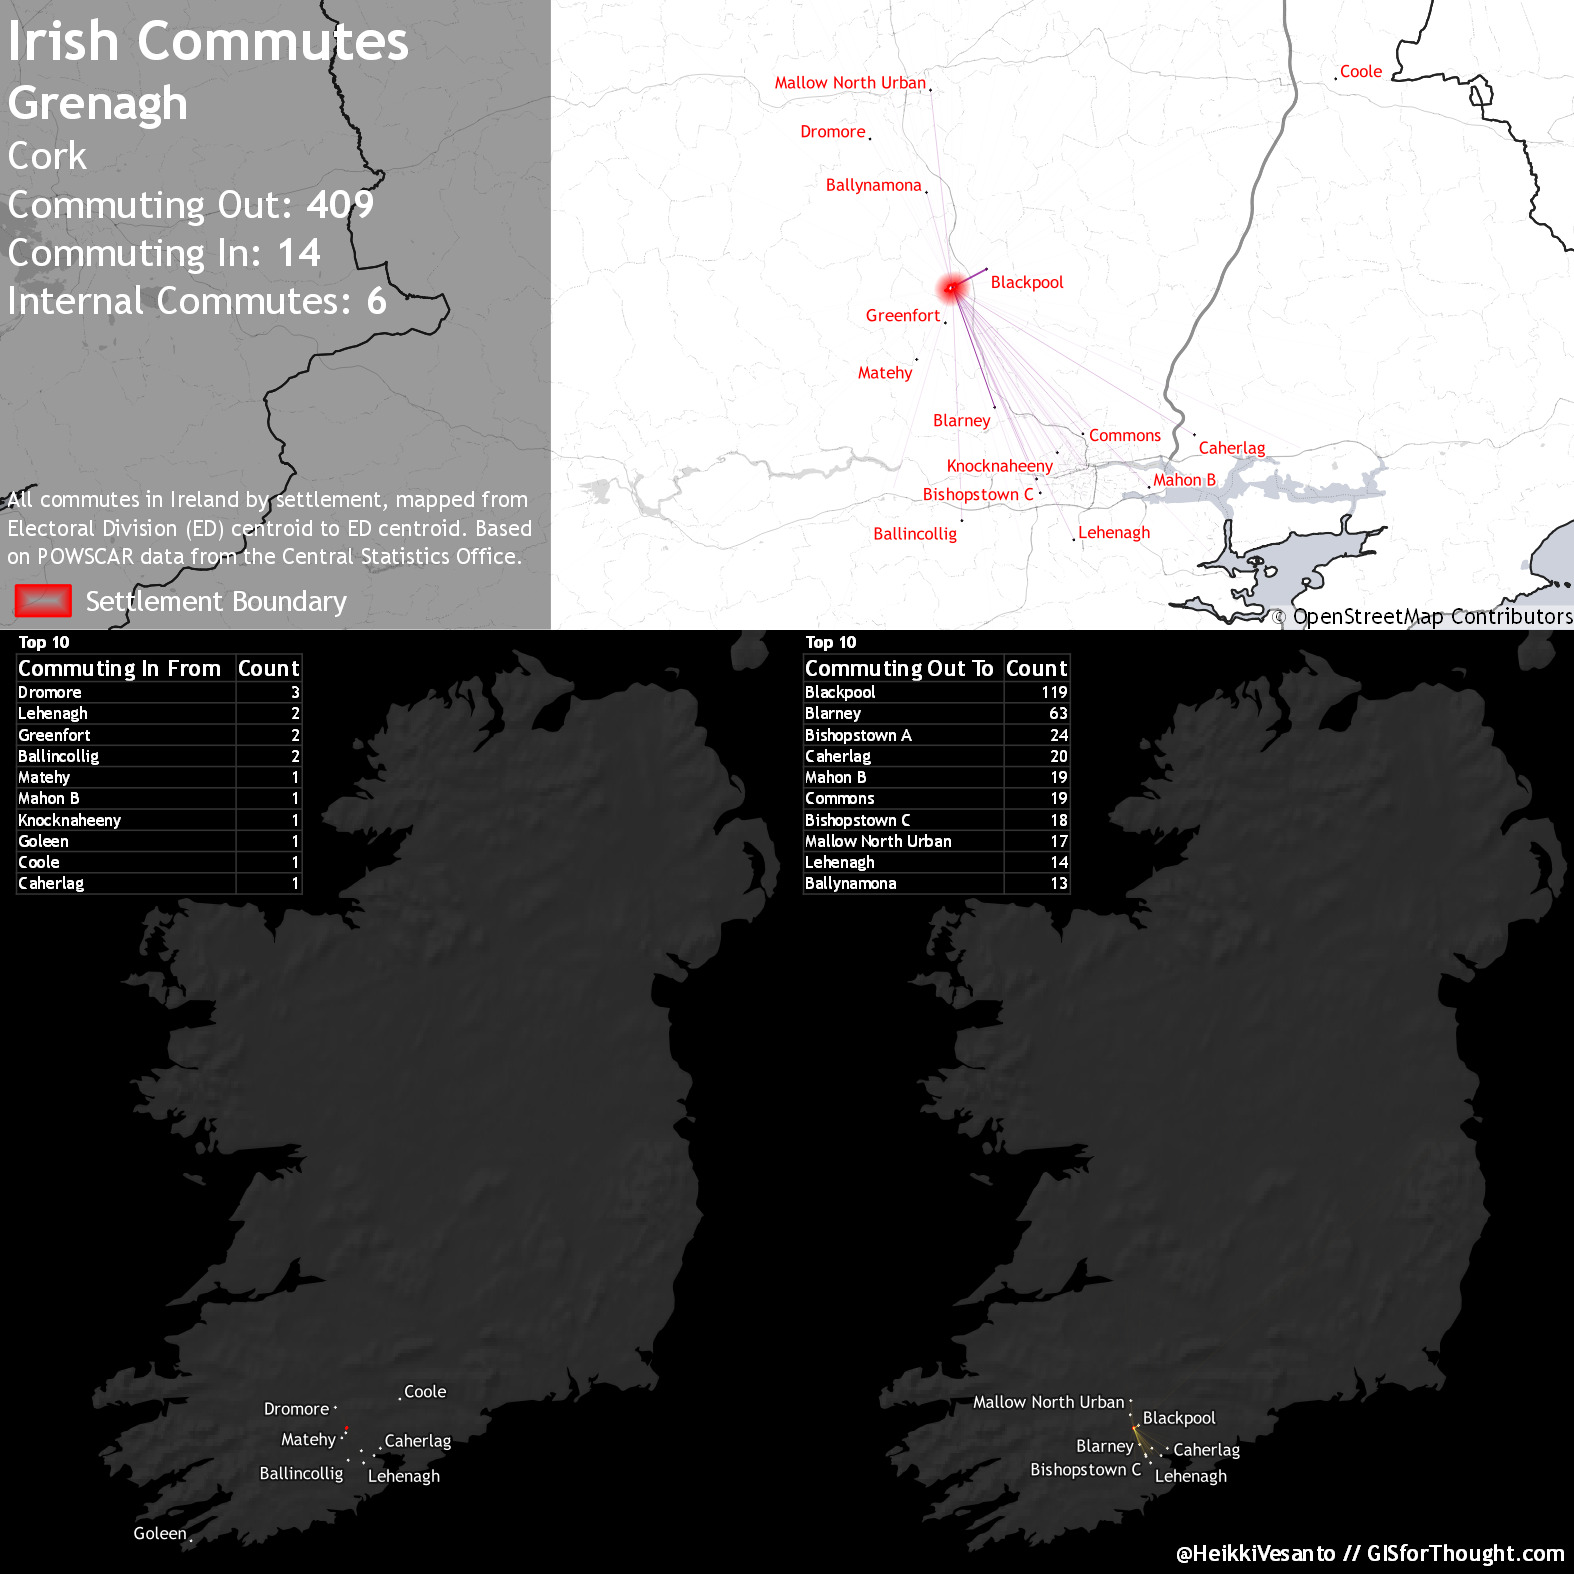 Irish Commutes
Grenagh
Cork
Commuting Out: 409
Commuting In: 14
Internal Commutes: 6
All commutes in Ireland by settlement, mapped from
Electoral Division (ED) centroid to ED centroid. Based
on POWSCAR data from the Central Statistics Office.
Settlement Boundary
Coole
Mallow North Urban
Dromore
Ballynamona
Blackpool
Greenfort
Matehy
Blarney
Commons
Caherlag
Knocknaheeny
Mahon B
Bishopstown C
Ballincollig
Lehenagh
© OpenStreetMap Contributors
Top 10
Commuting In From Count
Dromore 3
Lehenagh 2
Greenfort 2
Ballincollig 2
Matehy 1
Mahon B 1
Knocknaheeny 1
Goleen 1
Coole 1
Caherlag 1
Top 10
Commuting Out To Count
Blackpool 119
Blarney 63
Bishopstown A 24
Caherlag 20
Mahon B 19
Commons 19
Bishopstown C 18
Mallow North Urban 17
Lehenagh 14
Ballynamona 13
Coole
Dromore
Matehy
Caherlag
Ballincollig
Lehenagh
Goleen
Mallow North Urban
Blackpool
Blarney
Caherlag
Bishopstown C
Lehenagh
@HeikkiVesanto // GISforThought.com